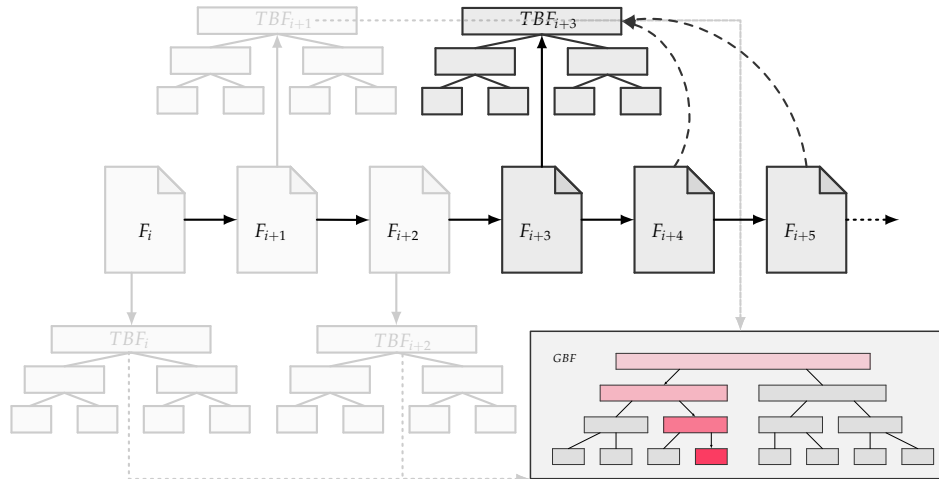 TBF_{i+1}
TBF_{i+3}
F_i
F_{i+1}
F_{i+2}
F_{i+3}
F_{i+4}
F_{i+5}
TBF_i
TBF_{i+2}
GBF